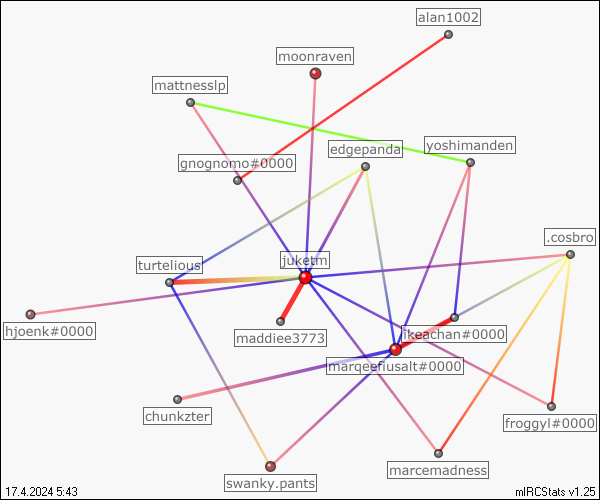 alan1002
moonraven
mattnesslp
edgepanda
yoshimanden
gnognomo#0000
.cosbro
juketm
turtelious
hjoenk#0000
maddiee3773
ikeachan#0000
marqeefiusalt#0000
chunkzter
froggyl#0000
marcemadness
swanky.pants
17.4.2024 5:43
mIRCStats v1.25